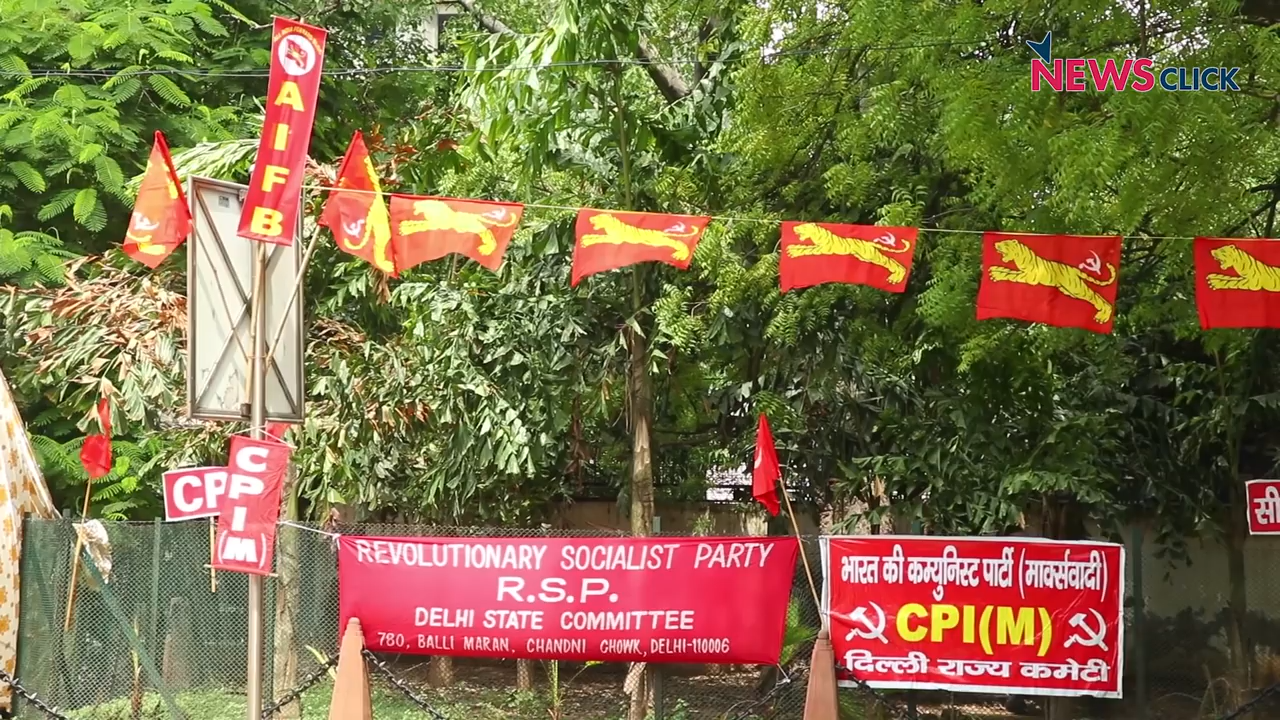 NEWSCLICK
AIFB
CP
CPI(M)
REVOLUTIONARY SOCIALIST PARTY
R.S.P.
DELHI STATE COMMITTEE
780, BALLI MARAN, CHANDNI CHOWK, DELHI-110006
भारत की कम्युनिस्ट पार्टी (मार्क्सवादी)
CPI(M)
दिल्ली राज्य कमेटी
सी